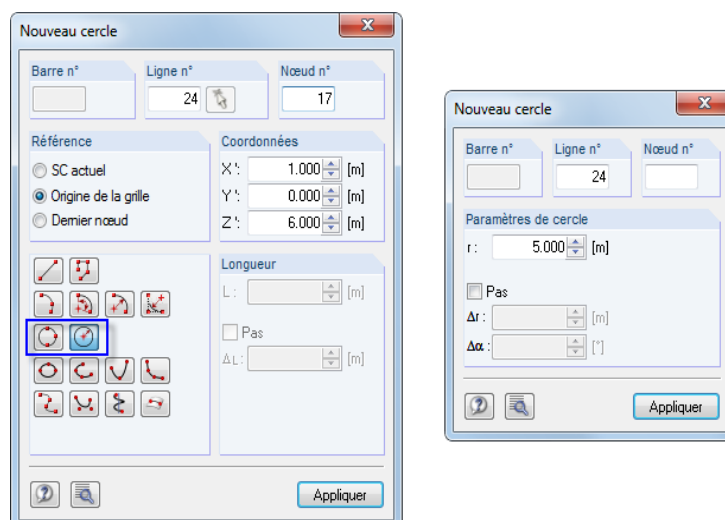 Nouveau cercle
Barre n°
Ligne n°
Nœud n°
24
17
Référence
Coordonnées
SC actuel
X': 1.000 [m]
Origine de la grille
Y': 0.000 [m]
Dernier nœud
Z': 6.000 [m]
Longueur
L: [m]
Pas
ΔL: [m]
Appliquer
Nouveau cercle
Barre n°
Ligne n°
Nœud n°
24
Paramètres de cercle
r: 5.000 [m]
Pas
Δr: [m]
Δα: [°]
Appliquer